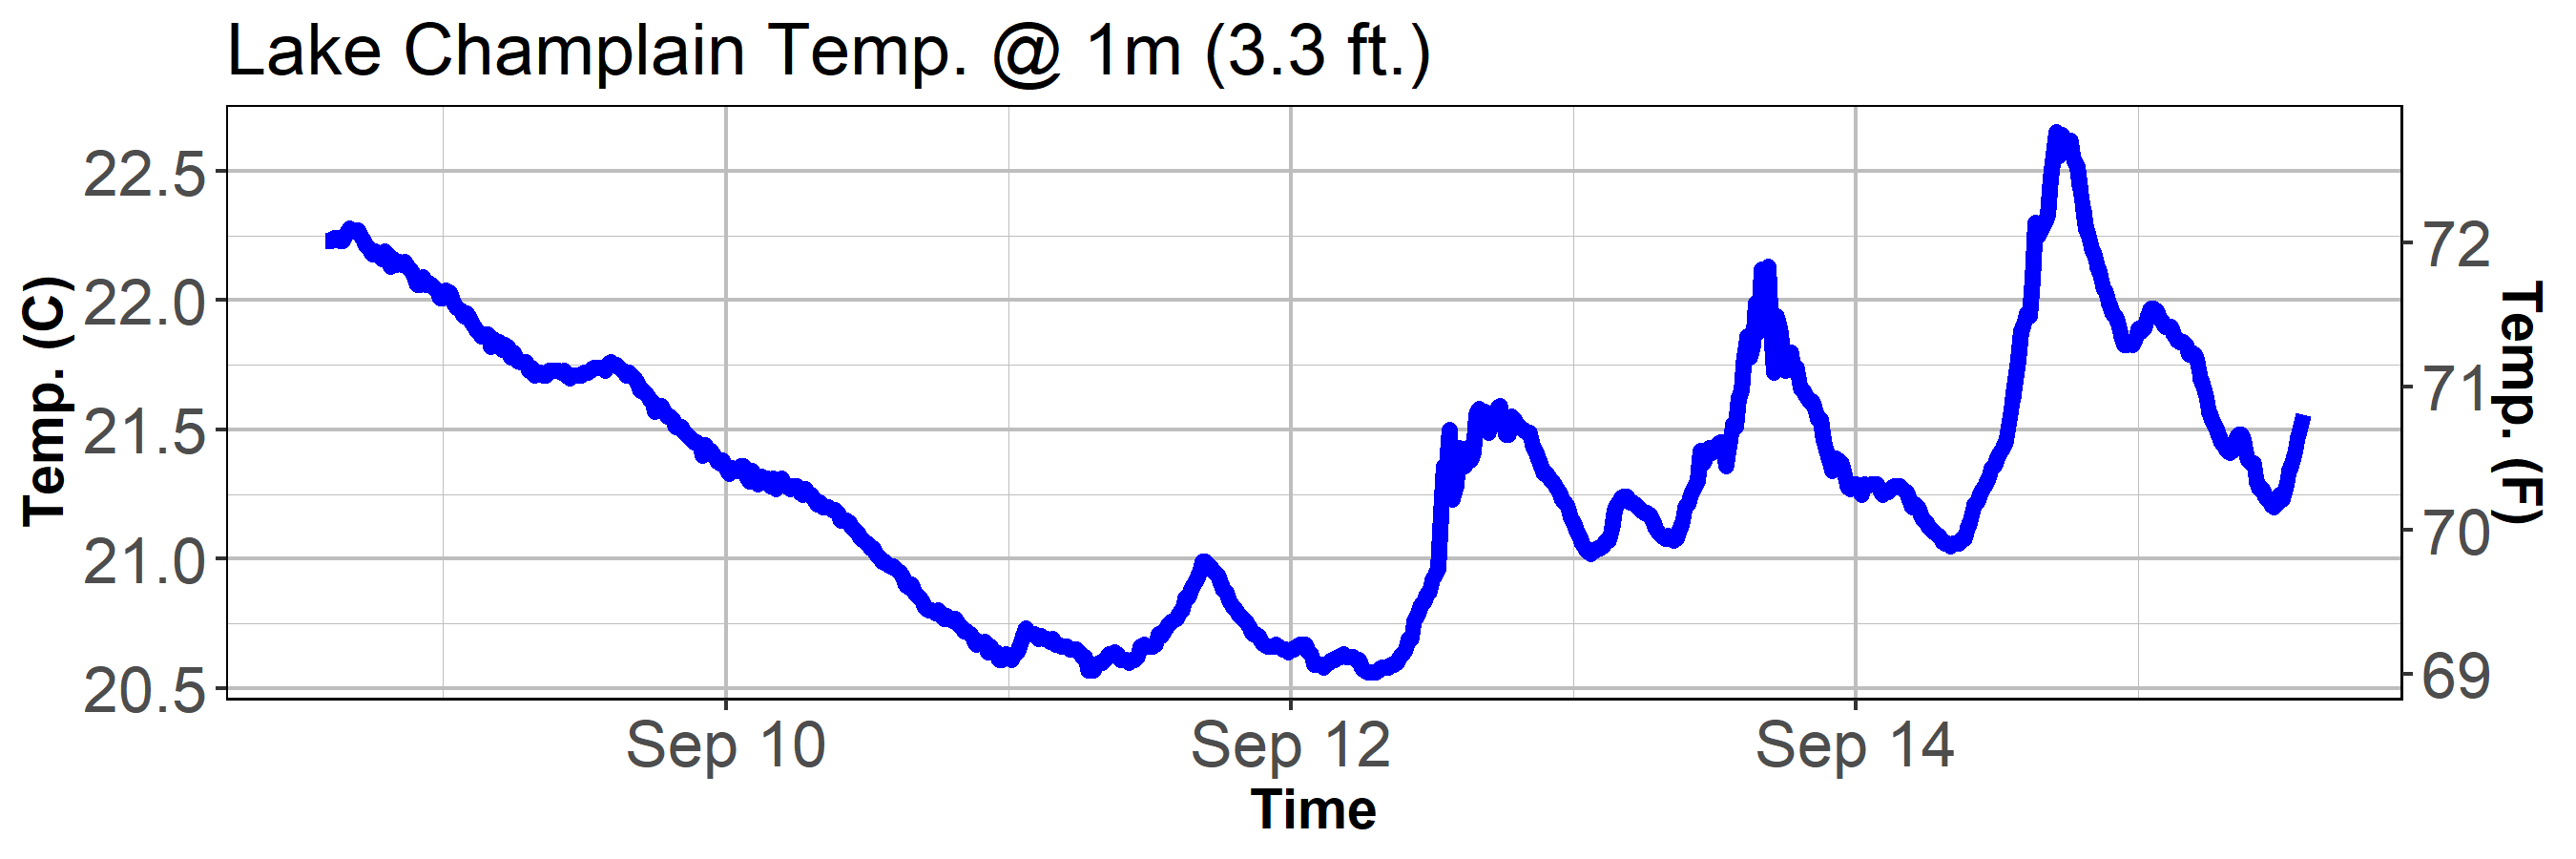 Lake Champlain Temp. @ 1m (3.3 ft.)
Temp. (C)
22.5
22.0
21.5
21.0
20.5
72
71
70
69
Temp. (F)
Sep 10
Sep 12
Sep 14
Time